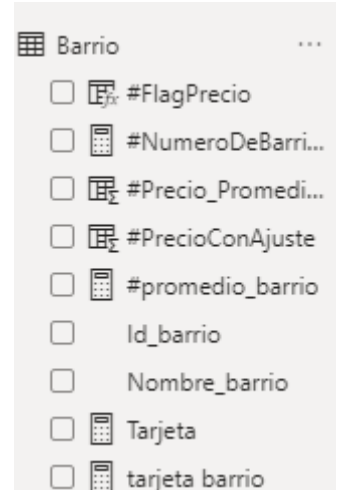 Barrio ...
#FlagPrecio
#NumeroDeBarri...
#Precio_Promedi...
#PrecioConAjuste
#promedio_barrio
Id_barrio
Nombre_barrio
Tarjeta
tarjeta barrio